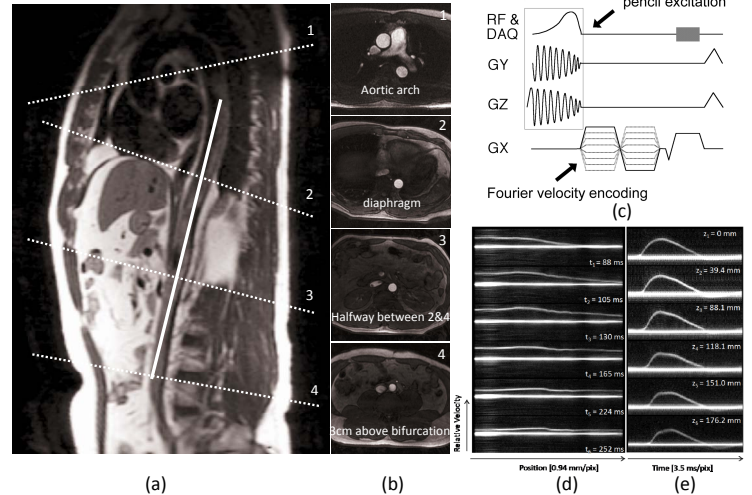 1
2
3
4
(a)
1
Aortic arch
2
diaphragm
3
Halfway between 2&4
4
3cm above bifurcation
(b)
pencil excitation
RF &
DAQ
GY
GZ
GX
Fourier velocity encoding
(c)
Relative Velocity
t₁ = 88 ms
t₂ = 105 ms
t₃ = 130 ms
t₄ = 165 ms
t₅ = 224 ms
t₆ = 252 ms
Position [0.94 mm/pix]
(d)
z₁ = 0 mm
z₂ = 39.4 mm
z₃ = 88.1 mm
z₄ = 118.1 mm
z₅ = 151.0 mm
z₆ = 176.2 mm
Time [3.5 ms/pix]
(e)